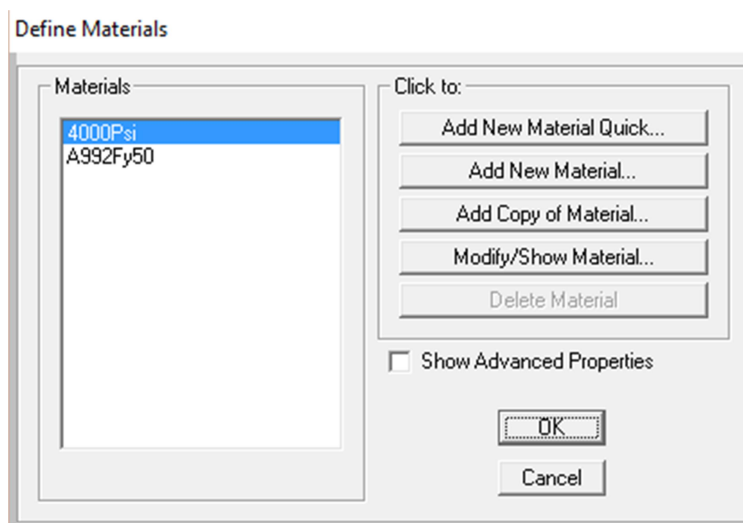 Define Materials
Materials
4000Psi
A992Fy50
Click to:
Add New Material Quick...
Add New Material...
Add Copy of Material...
Modify/Show Material...
Delete Material
Show Advanced Properties
OK
Cancel